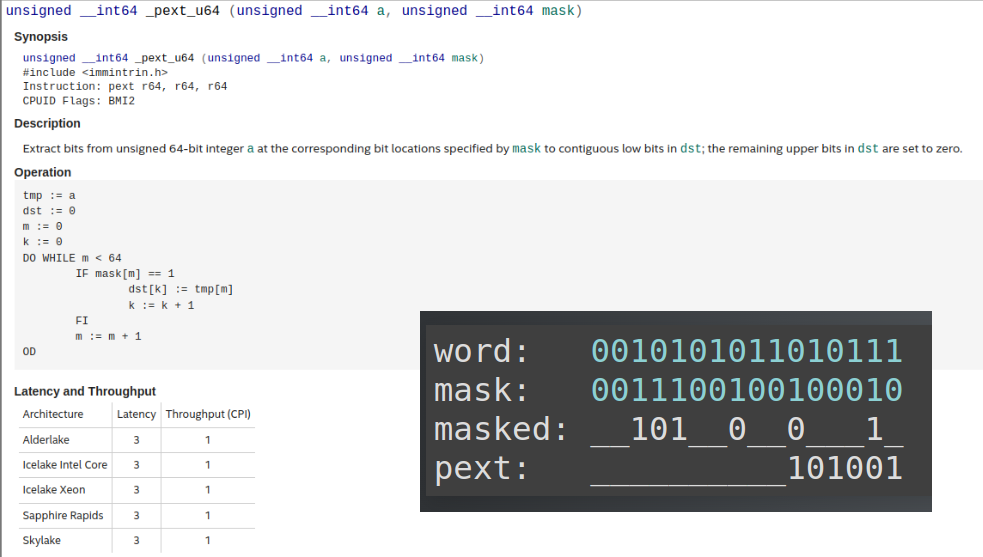 unsigned __int64 _pext_u64 (unsigned __int64 a, unsigned __int64 mask)
Synopsis
unsigned __int64 _pext_u64 (unsigned __int64 a, unsigned __int64 mask)
#include <immintrin.h>
Instruction: pext r64, r64, r64
CPUID Flags: BMI2
Description
Extract bits from unsigned 64-bit integer a at the corresponding bit locations specified by mask to contiguous low bits in dst; the remaining upper bits in dst are set to zero.
Operation
tmp := a
dst := 0
m := 0
k := 0
DO WHILE m < 64
IF mask[m] == 1
dst[k] := tmp[m]
k := k + 1
FI
m := m + 1
OD
word: 0010101011010111
mask: 0011100100100010
masked: __101__0__0___1_
pext: __________101001
Latency and Throughput
Architecture Latency Throughput (CPI)
Alderlake 3 1
Icelake Intel Core 3 1
Icelake Xeon 3 1
Sapphire Rapids 3 1
Skylake 3 1